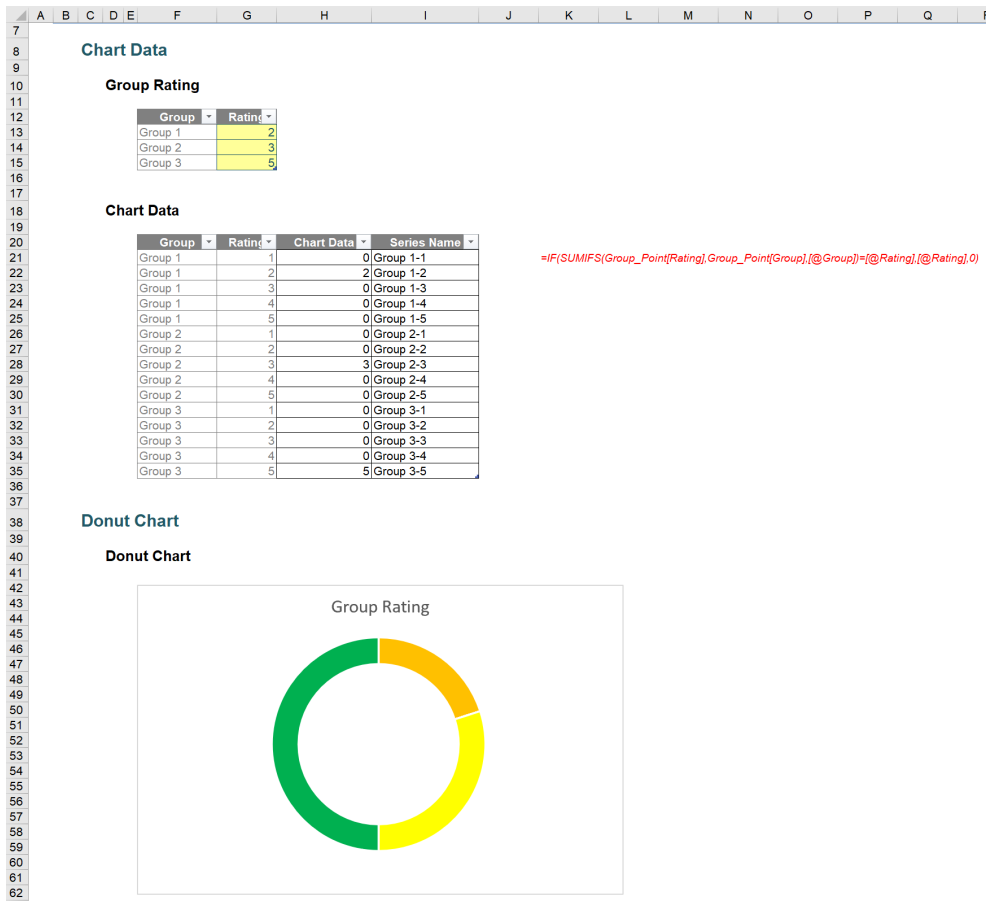 A B C D E F G H I J K L M N O P Q
7
8 Chart Data
9
10 Group Rating
11
12 Group Rating
13 Group 1 2
14 Group 2 3
15 Group 3 5
16
17
18 Chart Data
19
20 Group Rating Chart Data Series Name
21 Group 1 1 0 Group 1-1 =IF(SUMIFS(Group_Point[Rating],Group_Point[Group],[@Group])=[@Rating],[@Rating],0)
22 Group 1 2 2 Group 1-2
23 Group 1 3 0 Group 1-3
24 Group 1 4 0 Group 1-4
25 Group 1 5 0 Group 1-5
26 Group 2 1 0 Group 2-1
27 Group 2 2 0 Group 2-2
28 Group 2 3 3 Group 2-3
29 Group 2 4 0 Group 2-4
30 Group 2 5 0 Group 2-5
31 Group 3 1 0 Group 3-1
32 Group 3 2 0 Group 3-2
33 Group 3 3 0 Group 3-3
34 Group 3 4 0 Group 3-4
35 Group 3 5 5 Group 3-5
36
37
38 Donut Chart
39
40 Donut Chart
41
42
43 Group Rating
44
45
46
47
48
49
50
51
52
53
54
55
56
57
58
59
60
61
62